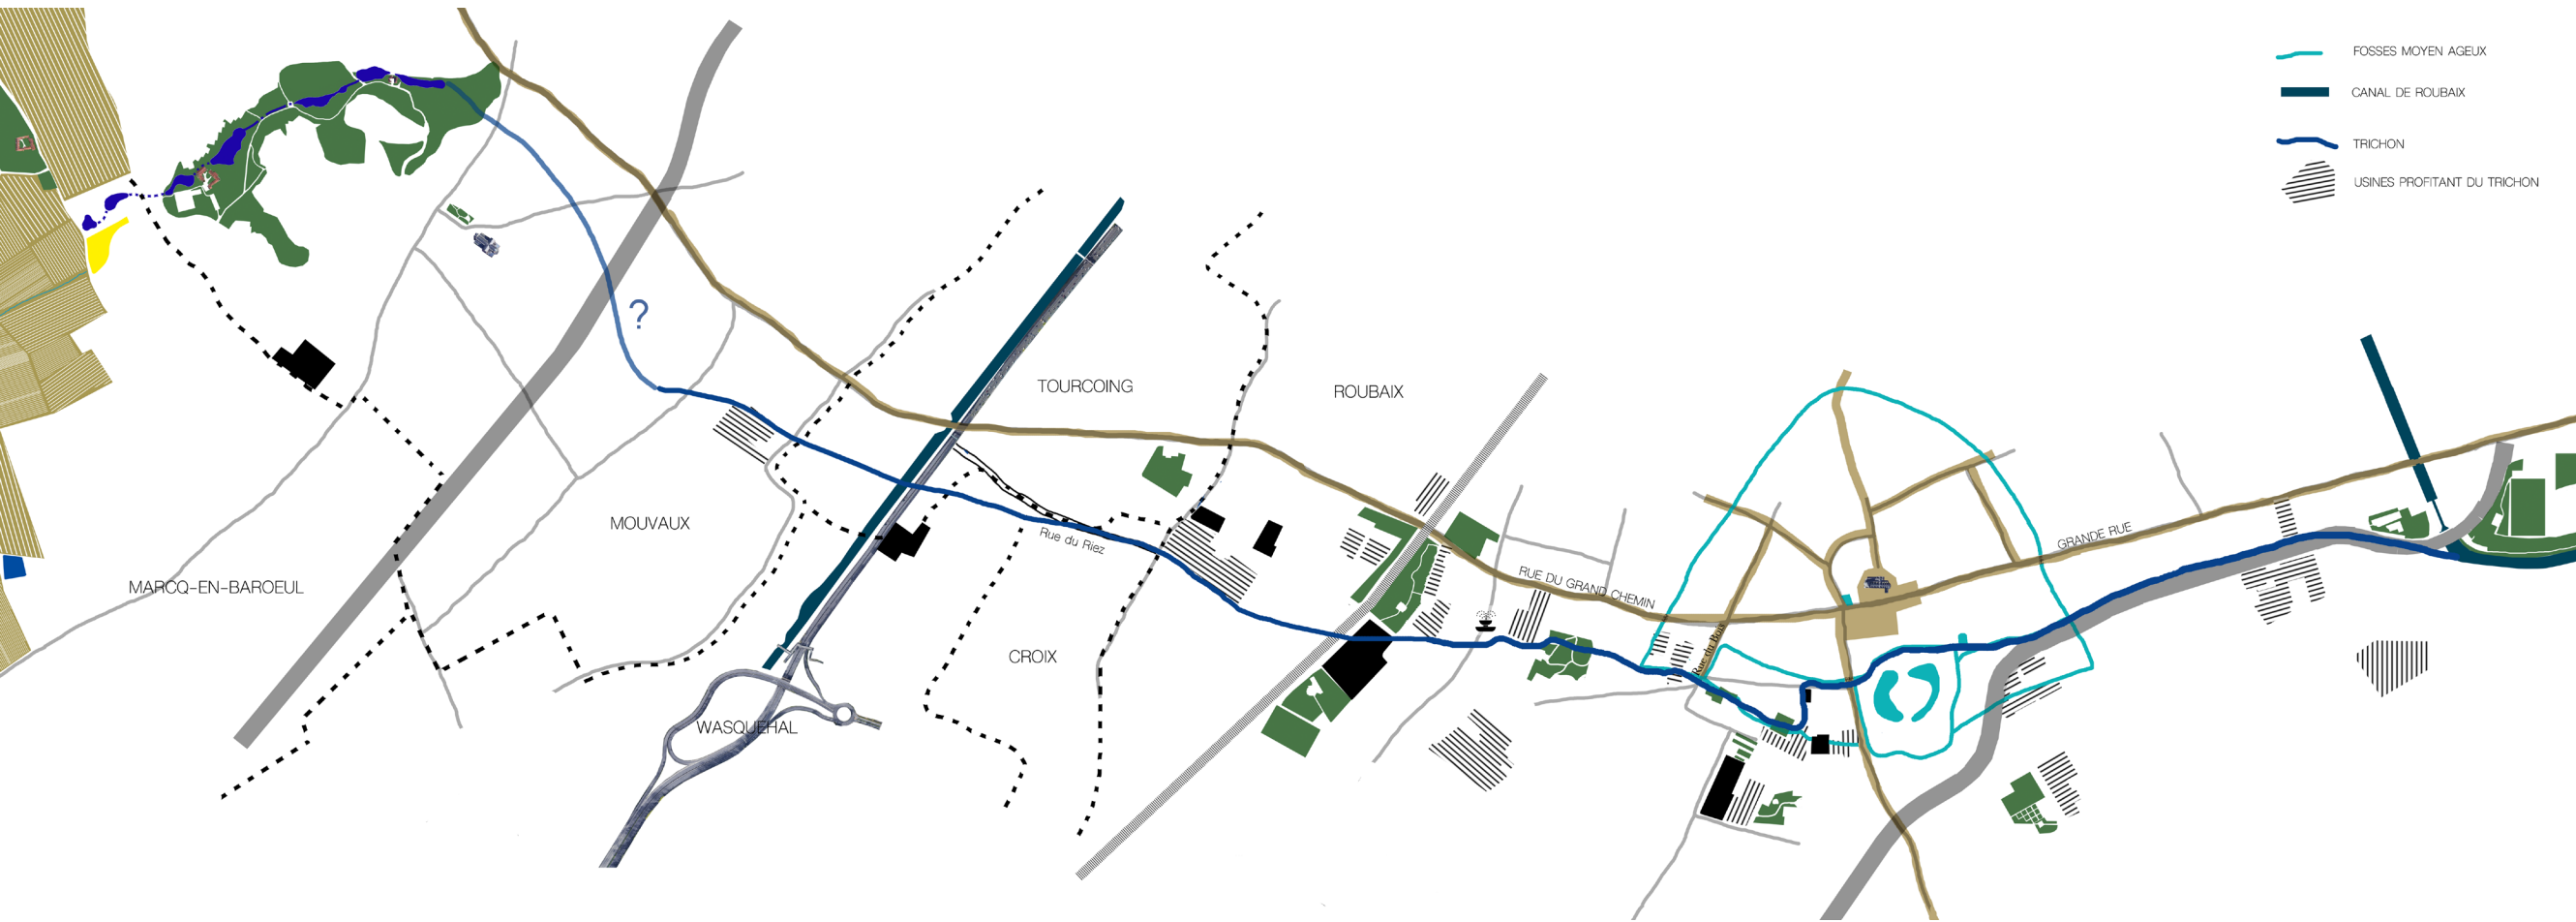 FOSSES MOYEN AGEUX
CANAL DE ROUBAIX
TRICHON
USINES PROFITANT DU TRICHON
?
TOURCOING
ROUBAIX
MOUVAUX
Rue du Riez
GRANDE RUE
MARCQ-EN-BAROEUL
RUE DU GRAND CHEMIN
Rue du Bois
CROIX
WASQUEHAL